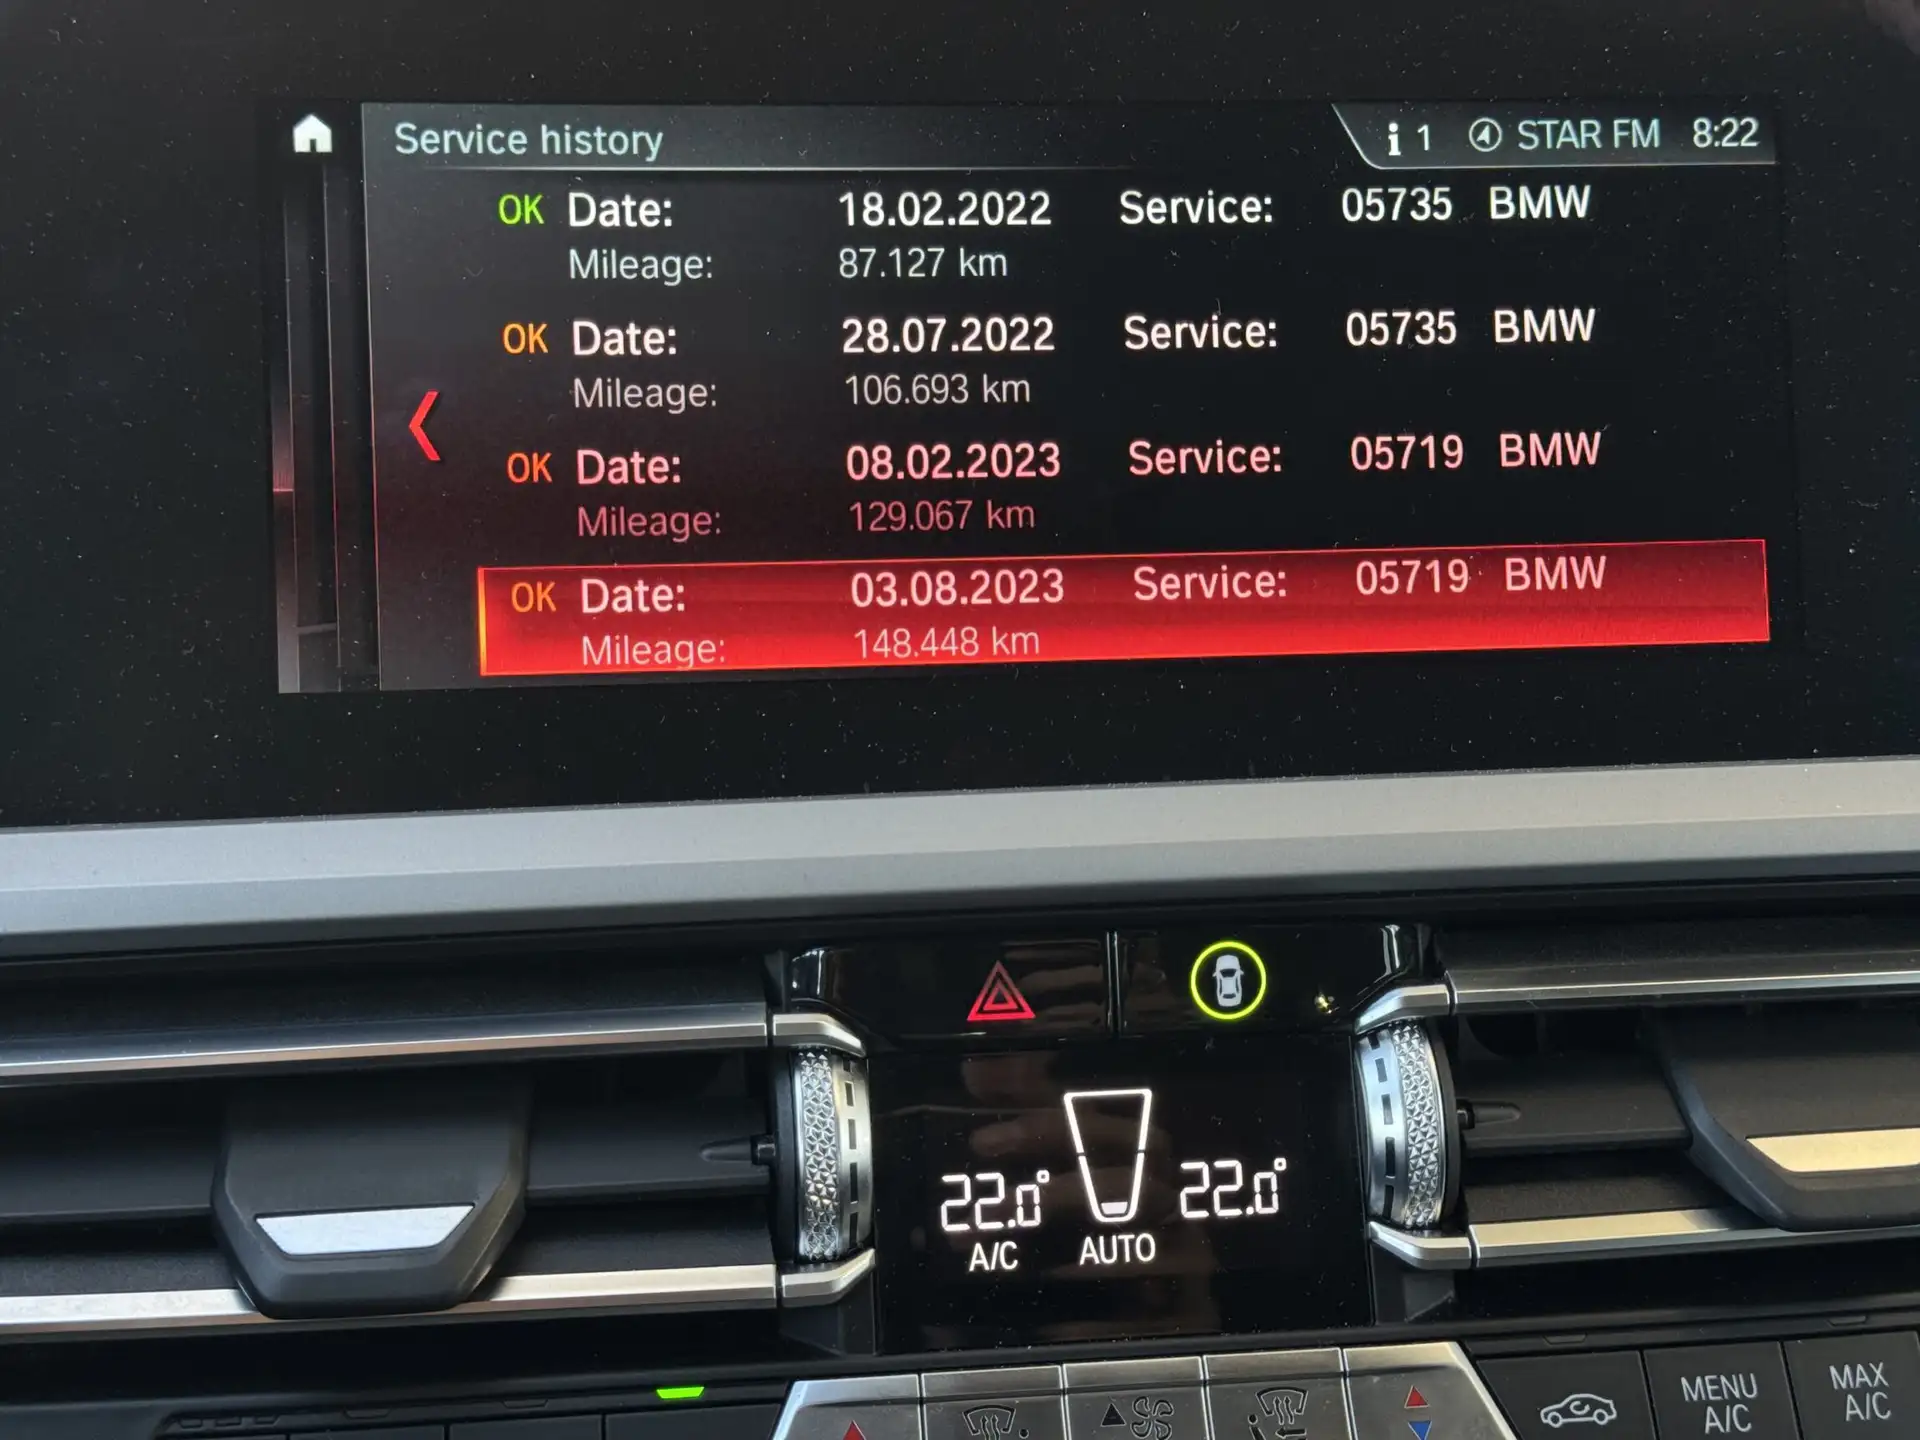 Service history
i 1 STAR FM 8:22
OK Date: 18.02.2022 Service: 05735 BMW
Mileage: 87.127 km
OK Date: 28.07.2022 Service: 05735 BMW
Mileage: 106.693 km
OK Date: 08.02.2023 Service: 05719 BMW
Mileage: 129.067 km
OK Date: 03.08.2023 Service: 05719 BMW
Mileage: 148.448 km
22.0° 22.0°
A/C AUTO
MENU
A/C
MAX
A/C